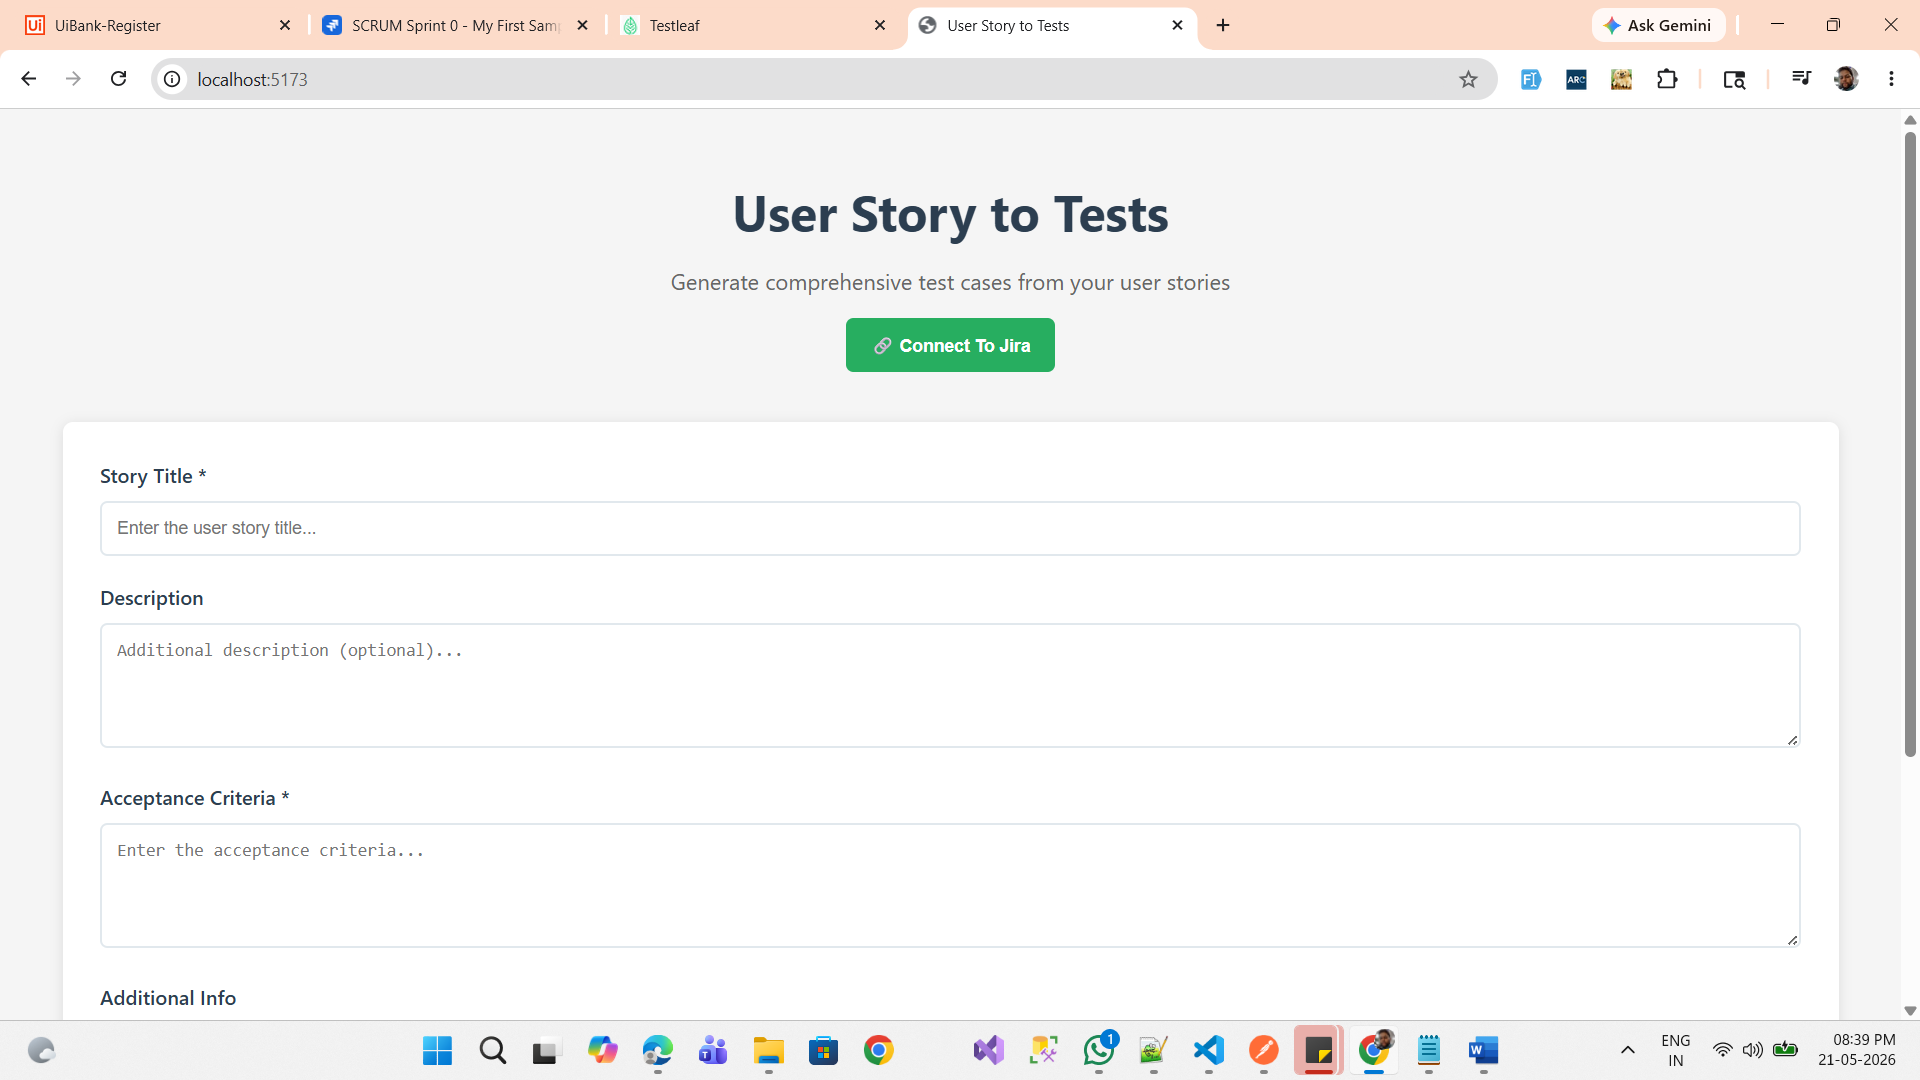 UiBank-Register
SCRUM Sprint 0 - My First Sam
Testleaf
User Story to Tests
Ask Gemini
localhost:5173
User Story to Tests
Generate comprehensive test cases from your user stories
Connect To Jira
Story Title *
Enter the user story title...
Description
Additional description (optional)...
Acceptance Criteria *
Enter the acceptance criteria...
Additional Info
ENG
IN
08:39 PM
21-05-2026
1
Ui
ARC